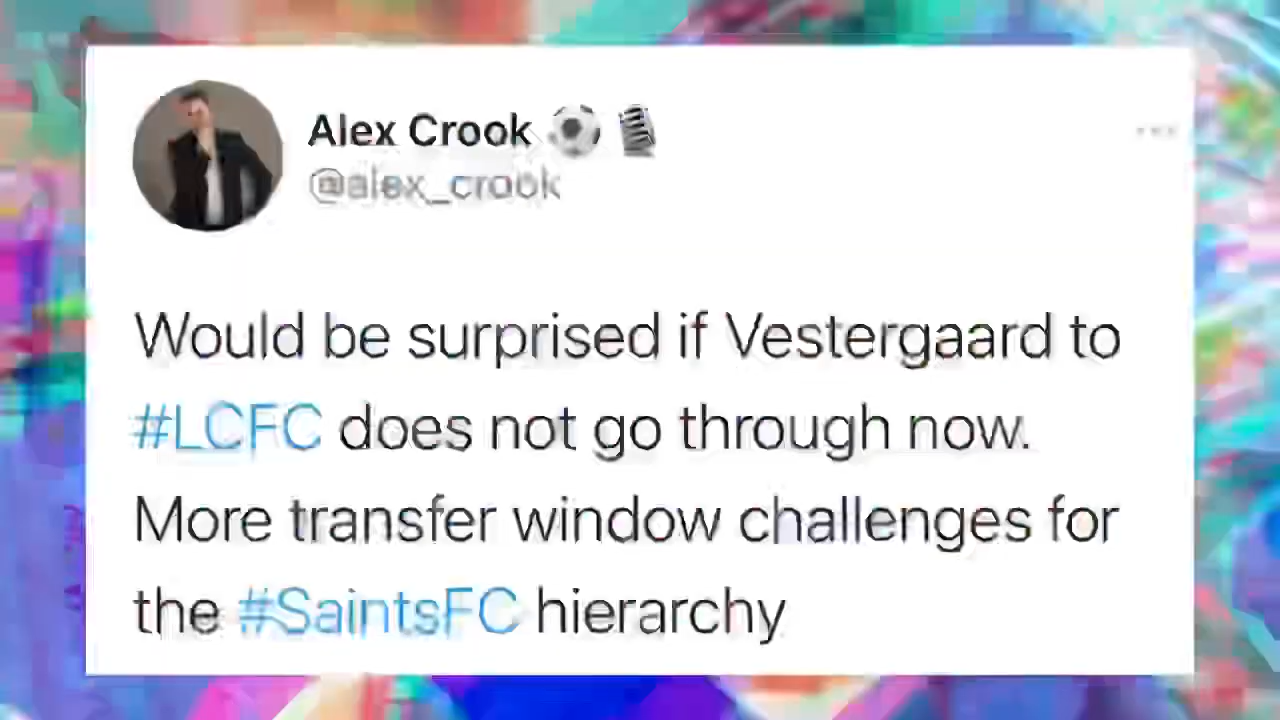 Alex Crook ⚽ 🎙
@alex_crook
Would be surprised if Vestergaard to
#LCFC does not go through now.
More transfer window challenges for
the #SaintsFC hierarchy